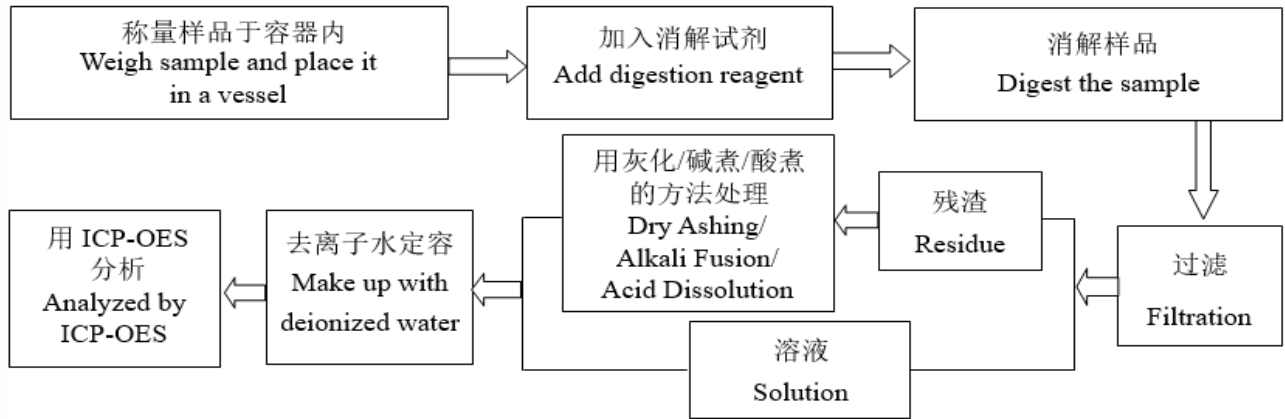 称量样品于容器内
Weigh sample and place it
in a vessel
加入消解试剂
Add digestion reagent
消解样品
Digest the sample
过滤
Filtration
残渣
Residue
用灰化/碱煮/酸煮
的方法处理
Dry Ashing/
Alkali Fusion/
Acid Dissolution
溶液
Solution
去离子水定容
Make up with
deionized water
用 ICP-OES
分析
Analyzed by
ICP-OES